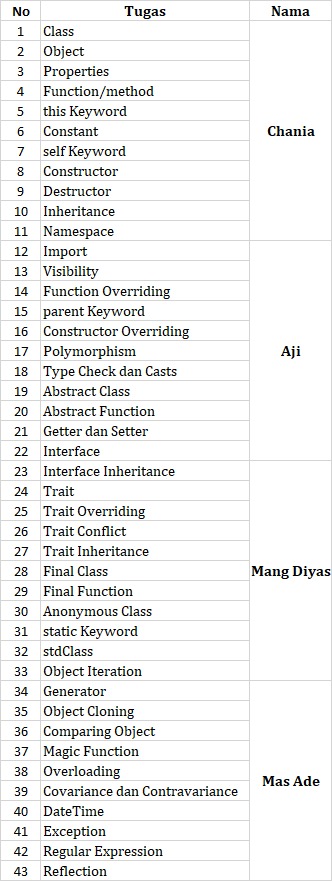 No Tugas Nama
1 Class
2 Object
3 Properties
4 Function/method
5 this Keyword
6 Constant Chania
7 self Keyword
8 Constructor
9 Destructor
10 Inheritance
11 Namespace
12 Import
13 Visibility
14 Function Overriding
15 parent Keyword
16 Constructor Overriding
17 Polymorphism Aji
18 Type Check dan Casts
19 Abstract Class
20 Abstract Function
21 Getter dan Setter
22 Interface
23 Interface Inheritance
24 Trait
25 Trait Overriding
26 Trait Conflict
27 Trait Inheritance
28 Final Class Mang Diyas
29 Final Function
30 Anonymous Class
31 static Keyword
32 stdClass
33 Object Iteration
34 Generator
35 Object Cloning
36 Comparing Object
37 Magic Function
38 Overloading Mas Ade
39 Covariance dan Contravariance
40 DateTime
41 Exception
42 Regular Expression
43 Reflection